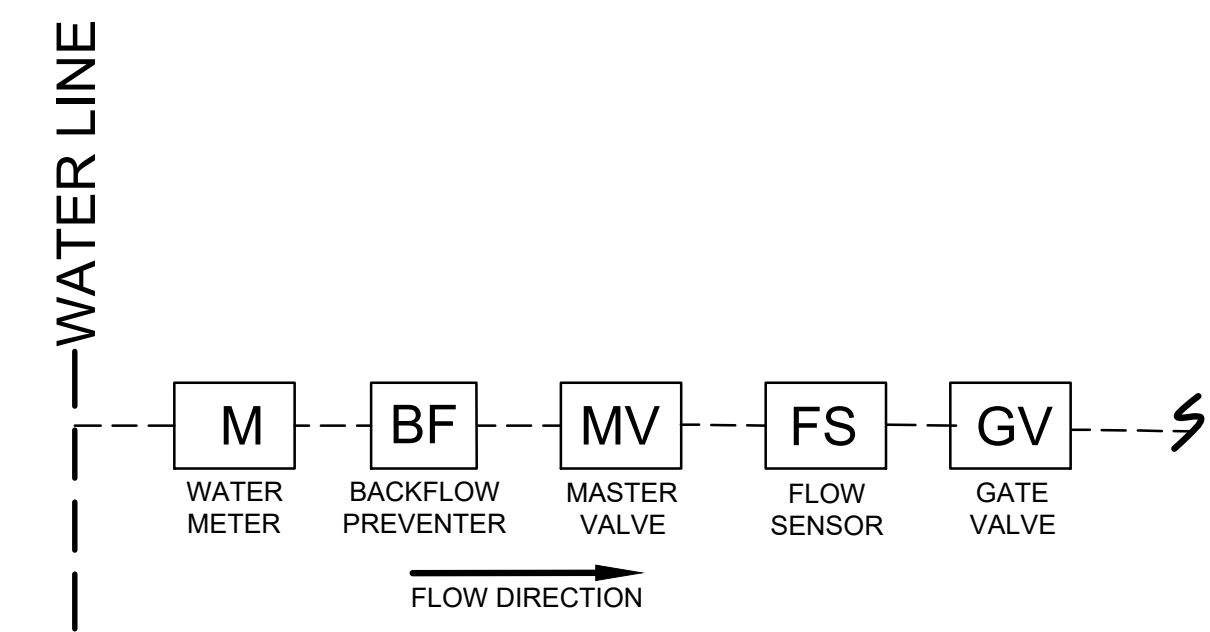 WATER LINE
M
BF
MV
FS
GV
WATER
METER
BACKFLOW
PREVENTER
MASTER
VALVE
FLOW
SENSOR
GATE
VALVE
FLOW DIRECTION